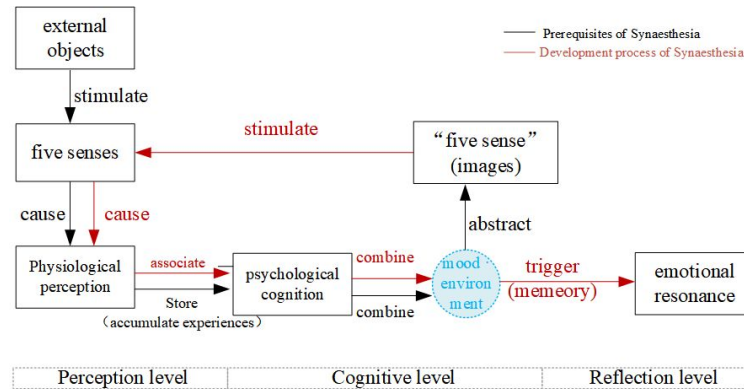 external
objects
Prerequisites of Synaesthesia
Development process of Synaesthesia
stimulate
stimulate
five senses
“five sense”
(images)
cause
cause
abstract
Physiological
perception
associate
Store
（accumulate experiences）
psychological
cognition
combine
combine
mood
environ
ment
trigger
(memeory)
emotional
resonance
Perception level
Cognitive level
Reflection level